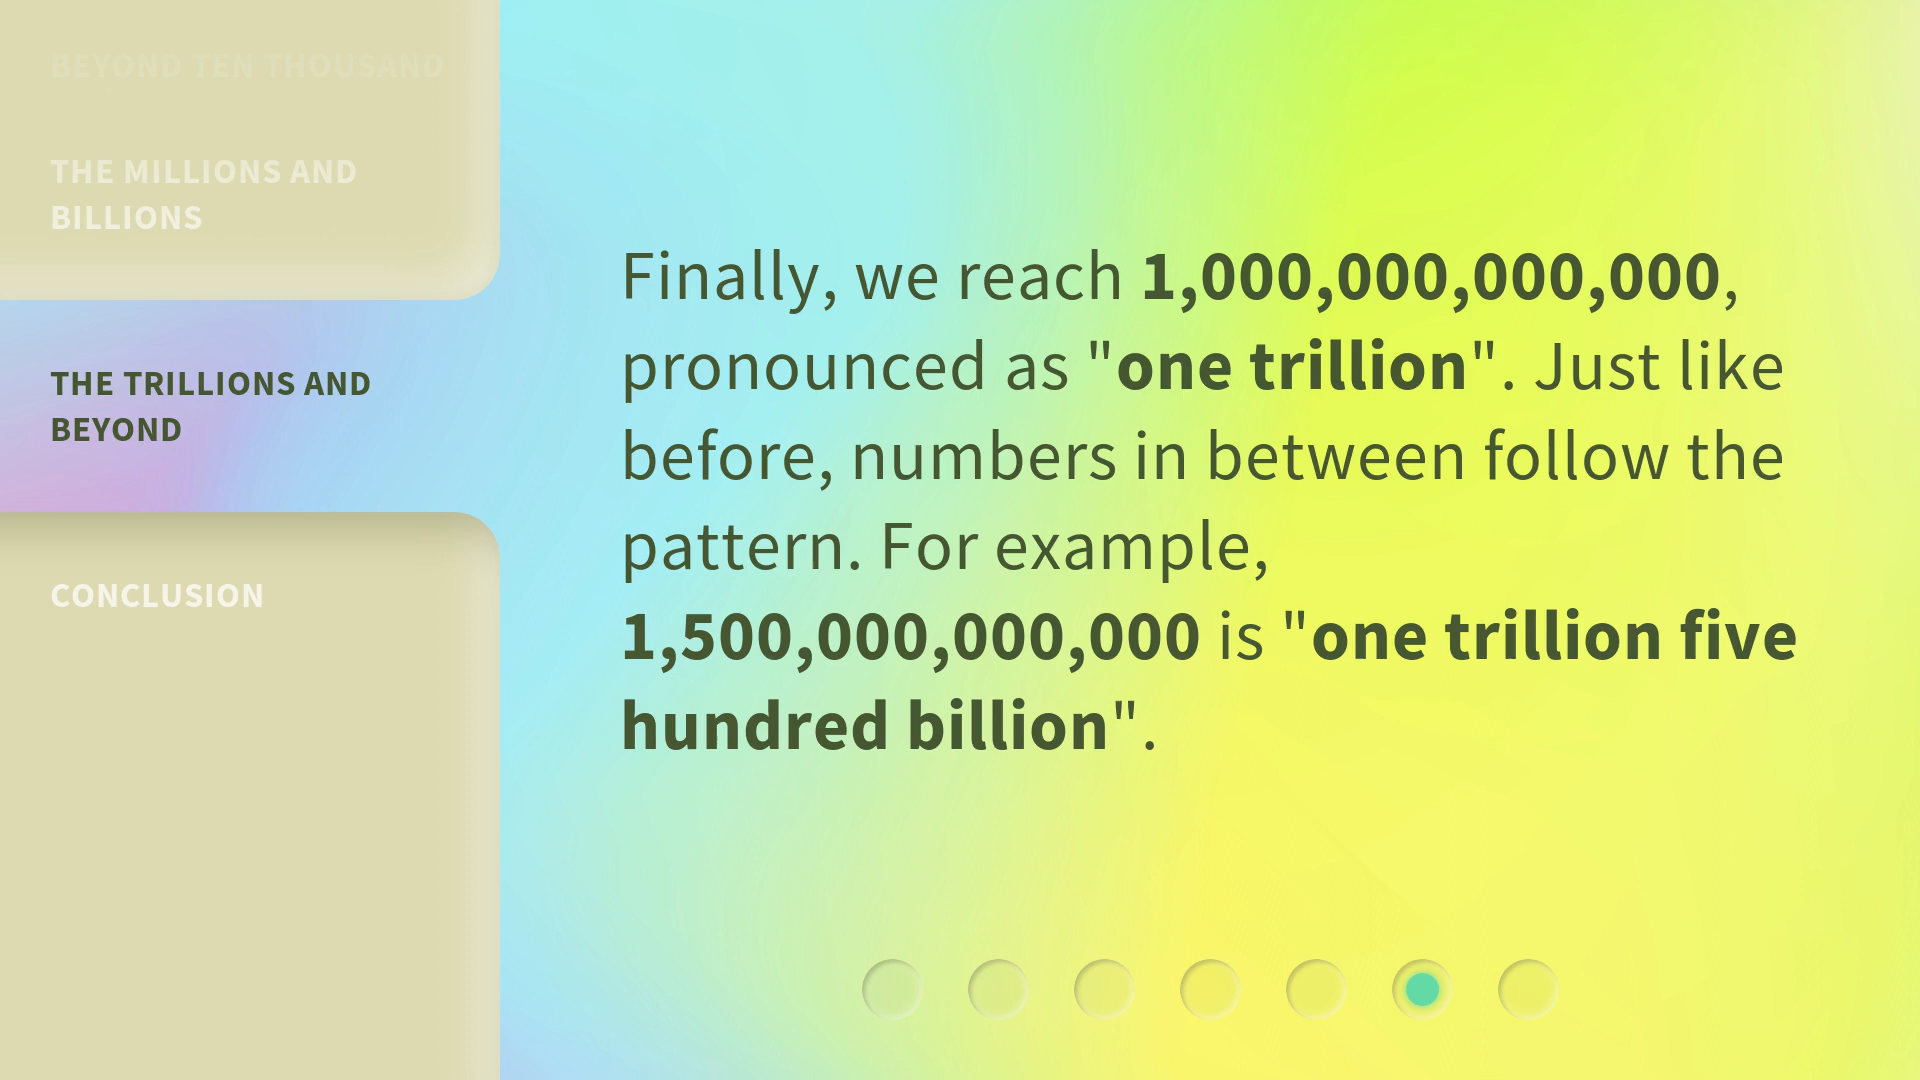 BEYOND TEN THOUSAND
THE MILLIONS AND
BILLIONS
THE TRILLIONS AND
BEYOND
CONCLUSION
Finally, we reach 1,000,000,000,000,
pronounced as "one trillion". Just like
before, numbers in between follow the
pattern. For example,
1,500,000,000,000 is "one trillion five
hundred billion".